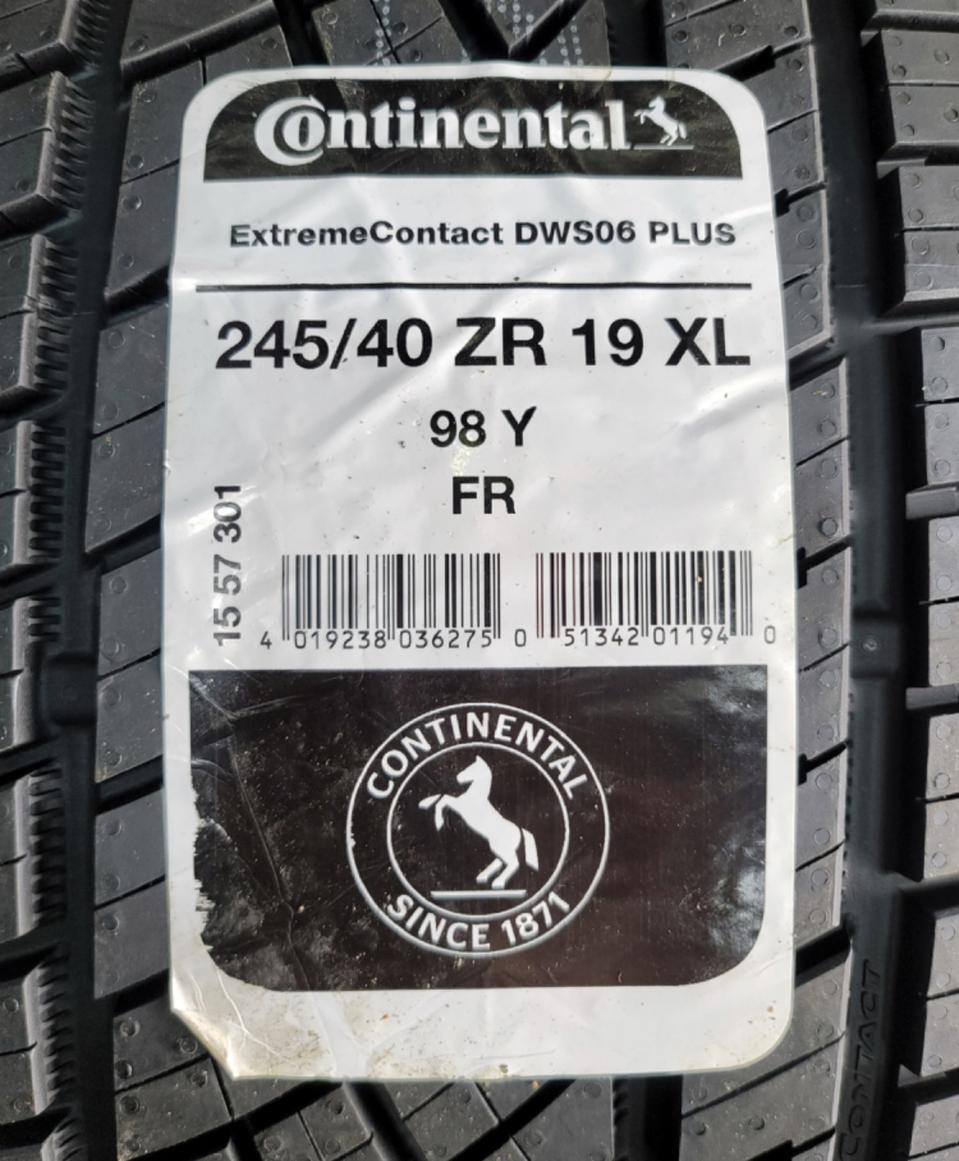 Continental
ExtremeContact DWS06 PLUS
245/40 ZR 19 XL
98 Y
FR
15 57 301
4 019238 036275 0 51342 01194 0
CONTINENTAL
SINCE 1871
CONTACT